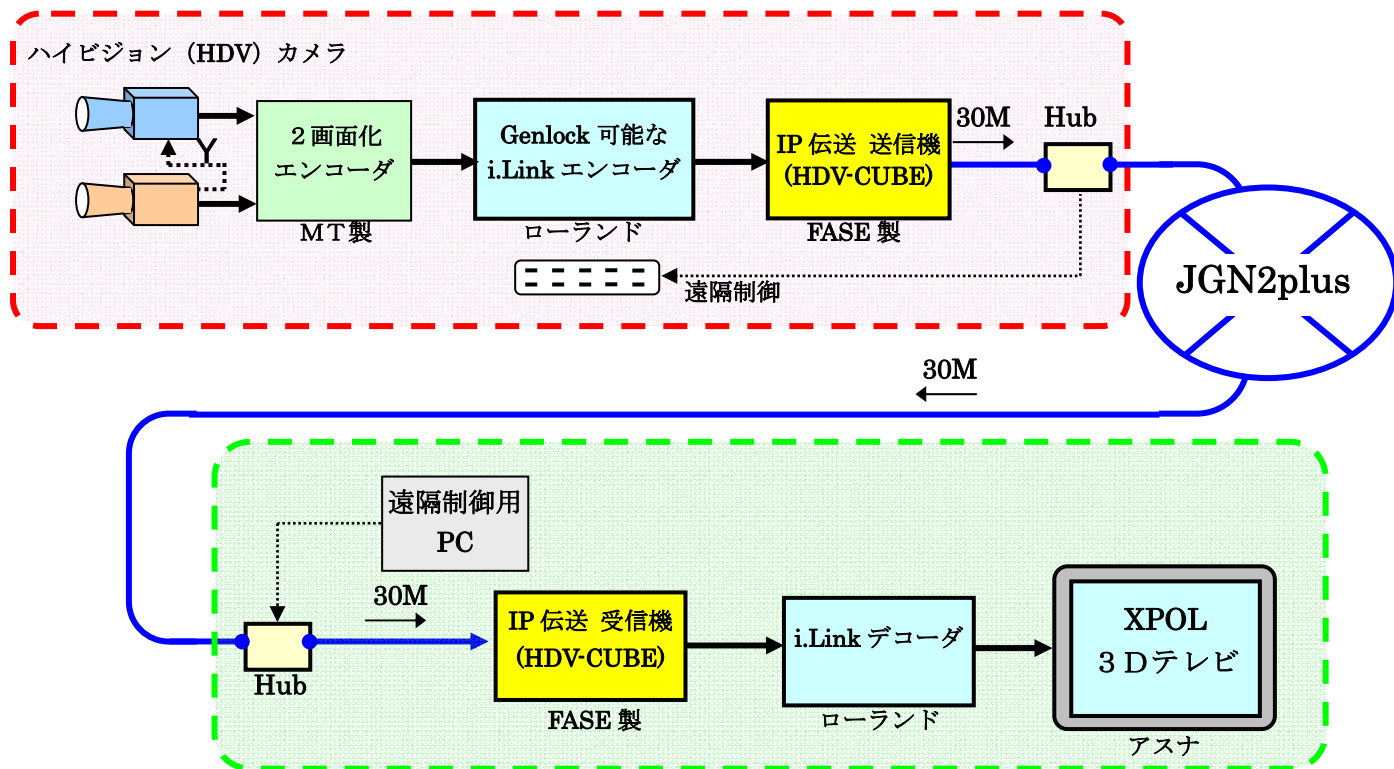 ハイビジョン（HDV）カメラ
２画面化
エンコーダ
ＭＴ製
Genlock 可能な
i.Link エンコーダ
ローランド
IP 伝送 送信機
(HDV-CUBE)
FASE 製
30M
Hub
遠隔制御
JGN2plus
30M
遠隔制御用
PC
30M
Hub
IP 伝送 受信機
(HDV-CUBE)
FASE 製
i.Link デコーダ
ローランド
XPOL
３Ｄテレビ
アスナ